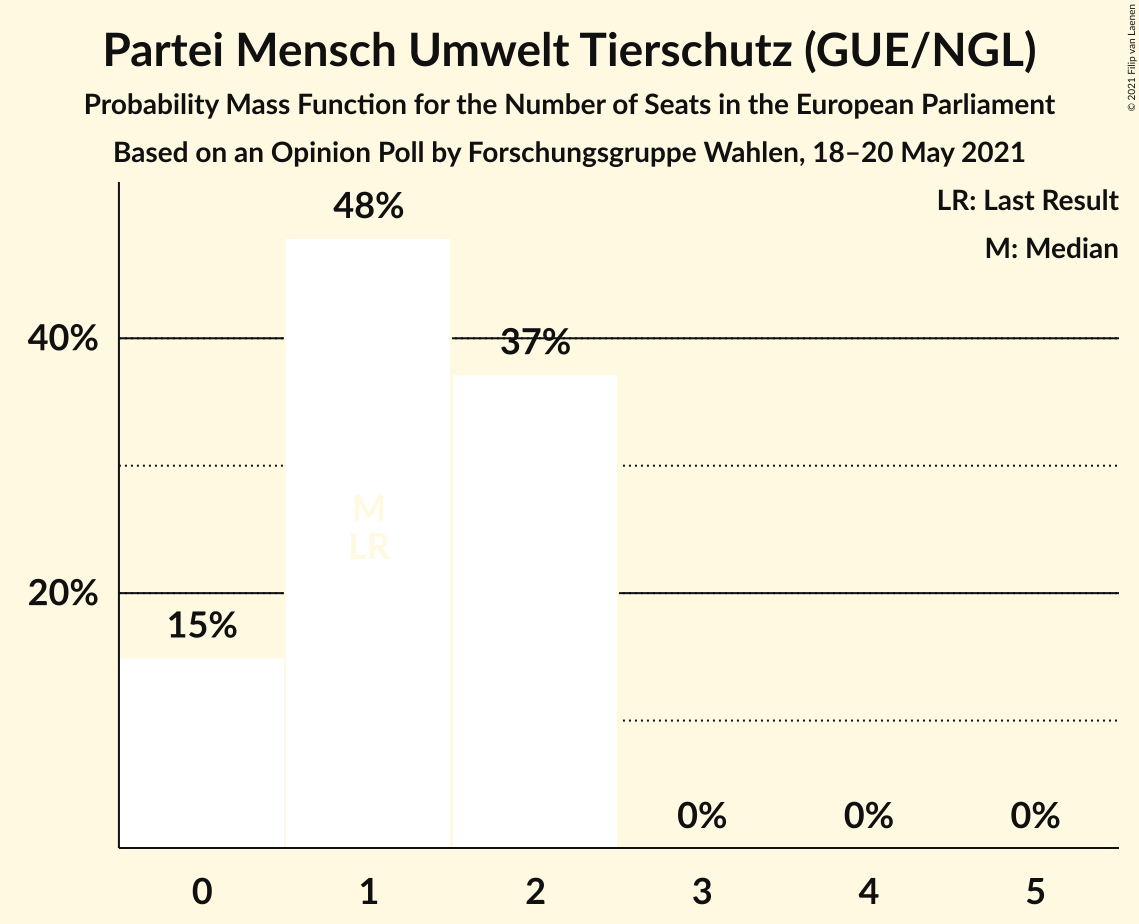 Partei Mensch Umwelt Tierschutz (GUE/NGL)
Probability Mass Function for the Number of Seats in the European Parliament
Based on an Opinion Poll by Forschungsgruppe Wahlen, 18–20 May 2021
© 2021 Filip van Laenen
LR: Last Result
M: Median
48%
40%
37%
M
LR
20%
15%
0% 0% 0%
0 1 2 3 4 5